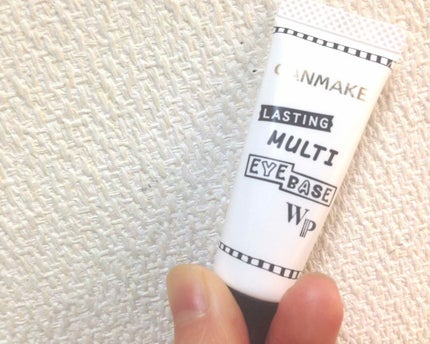 CANMAKE
LASTING
MULTI
EYE
BASE
WP